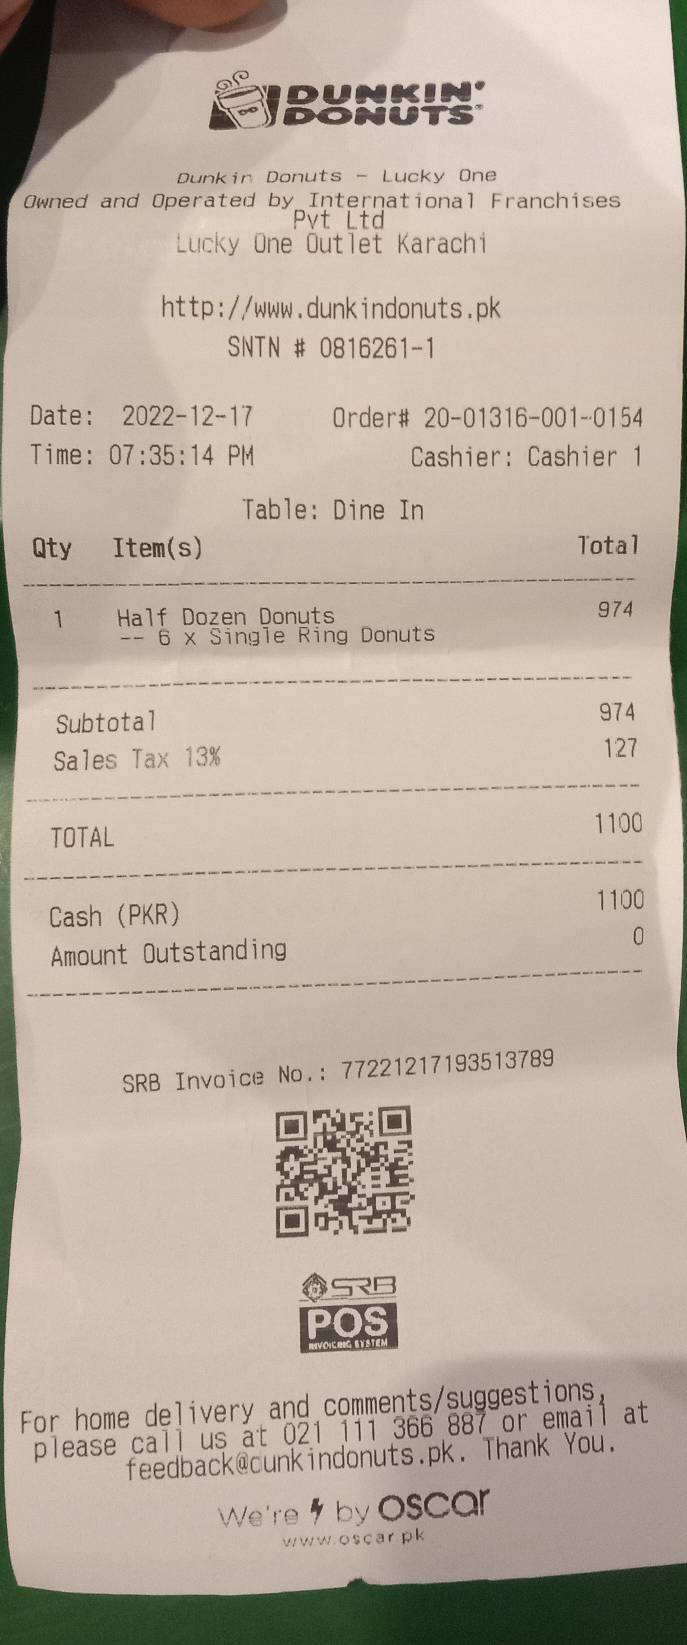 DUNKIN'
DONUTS
Dunkin Donuts - Lucky One
Owned and Operated by International Franchises
Pvt Ltd
Lucky One Outlet Karachi
http://www.dunkindonuts.pk
SNTN # 0816261-1
Date: 2022-12-17 Order# 20-01316-001-0154
Time: 07:35:14 PM Cashier: Cashier 1
Table: Dine In
Qty Item(s) Total
1 Half Dozen Donuts 974
-- 6 x Single Ring Donuts
Subtotal 974
Sales Tax 13% 127
TOTAL 1100
Cash (PKR) 1100
Amount Outstanding 0
SRB Invoice No.: 77221217193513789
SRB
POS
INVOICING SYSTEM
For home delivery and comments/suggestions,
please call us at 021 111 366 887 or email at
feedback@cunkindonuts.pk. Thank You.
We're by oscar
www.oscar.pk